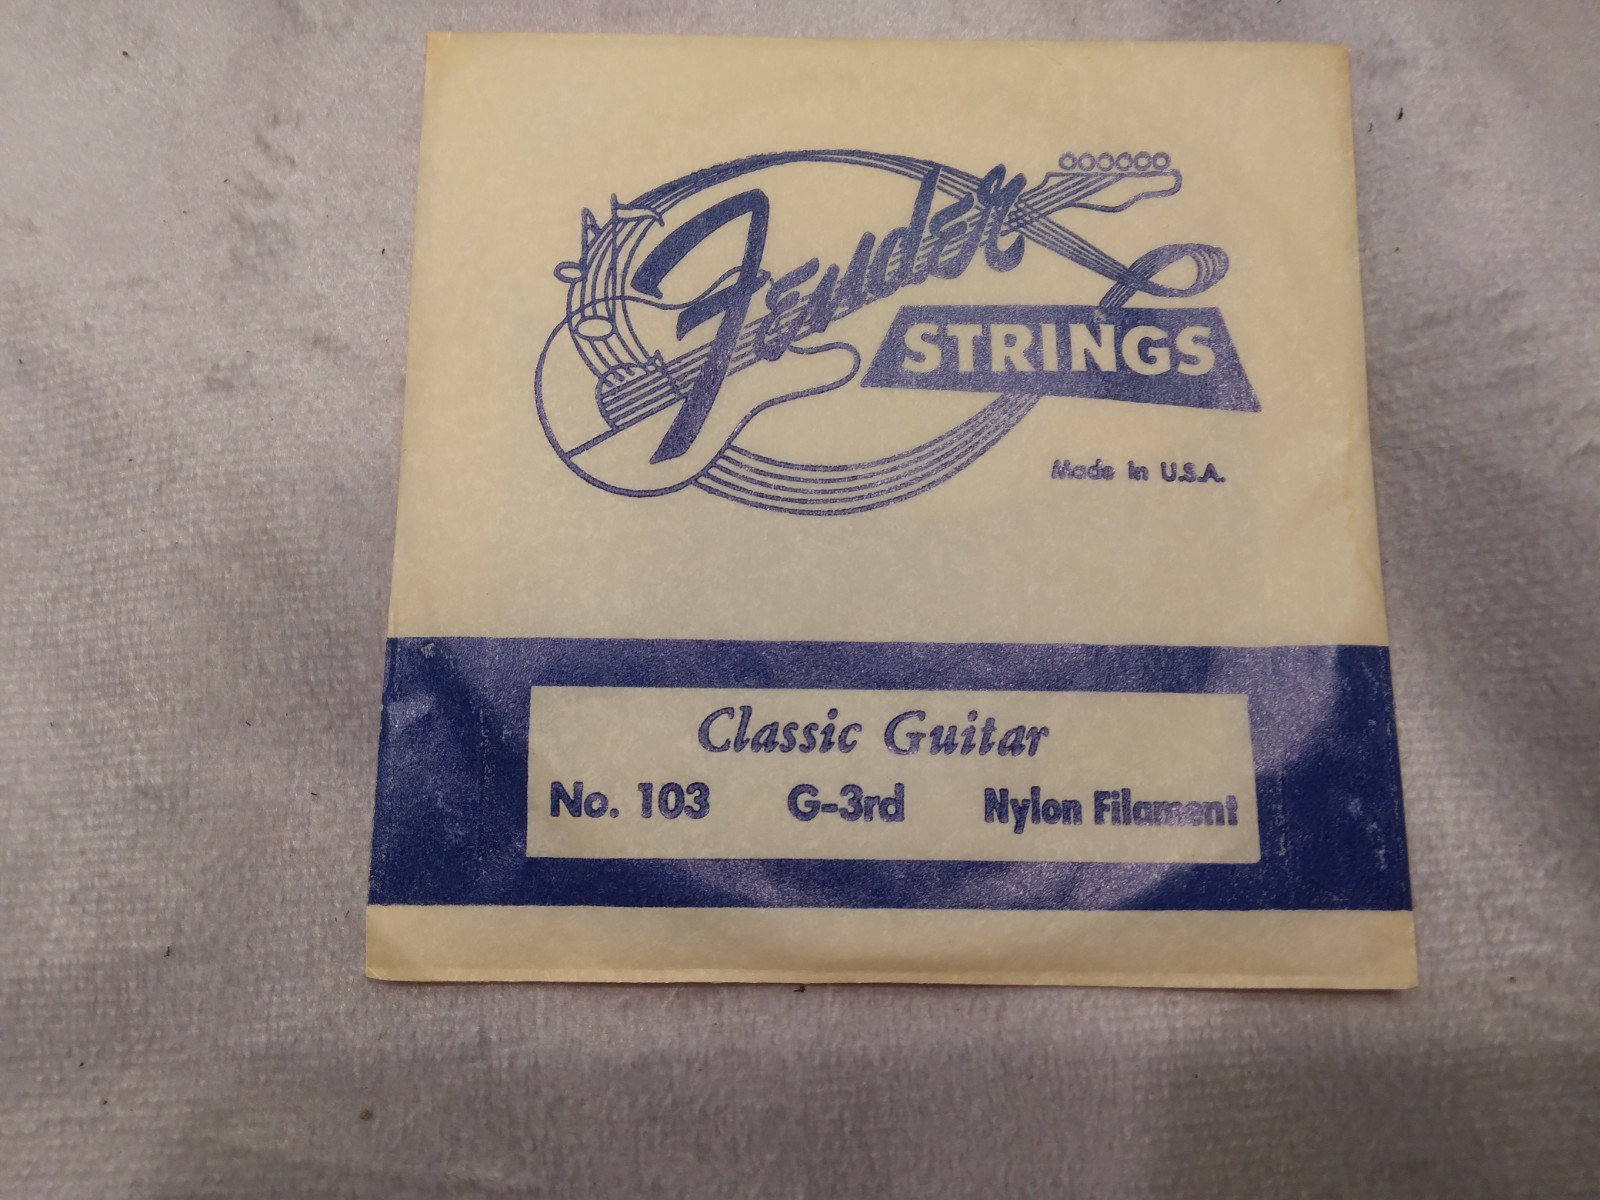 Fender
STRINGS
Made In U.S.A.
Classic Guitar
No. 103 G-3rd Nylon Filament